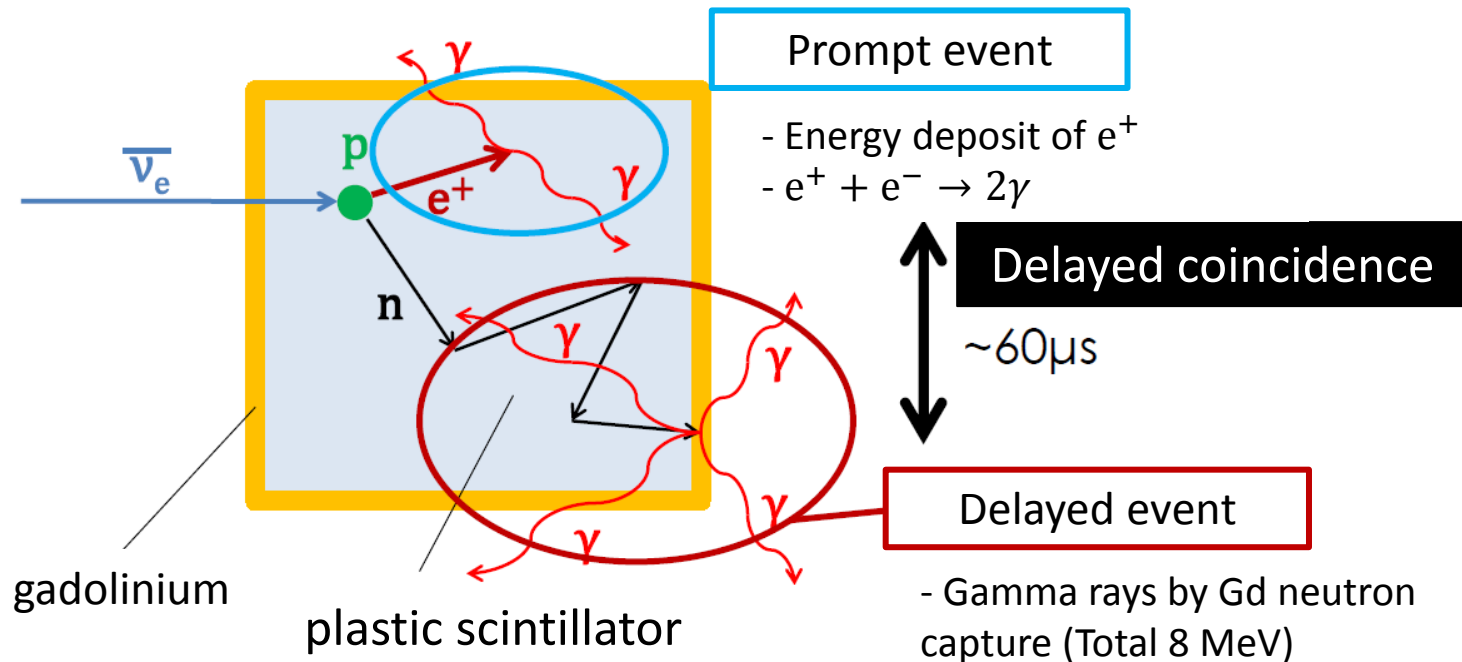 Prompt event
- Energy deposit of e⁺
- e⁺ + e⁻ → 2γ
Delayed coincidence
~60μs
Delayed event
- Gamma rays by Gd neutron
capture (Total 8 MeV)
ν̅ₑ
p
e⁺
γ
γ
n
γ
γ
γ
γ
gadolinium
plastic scintillator